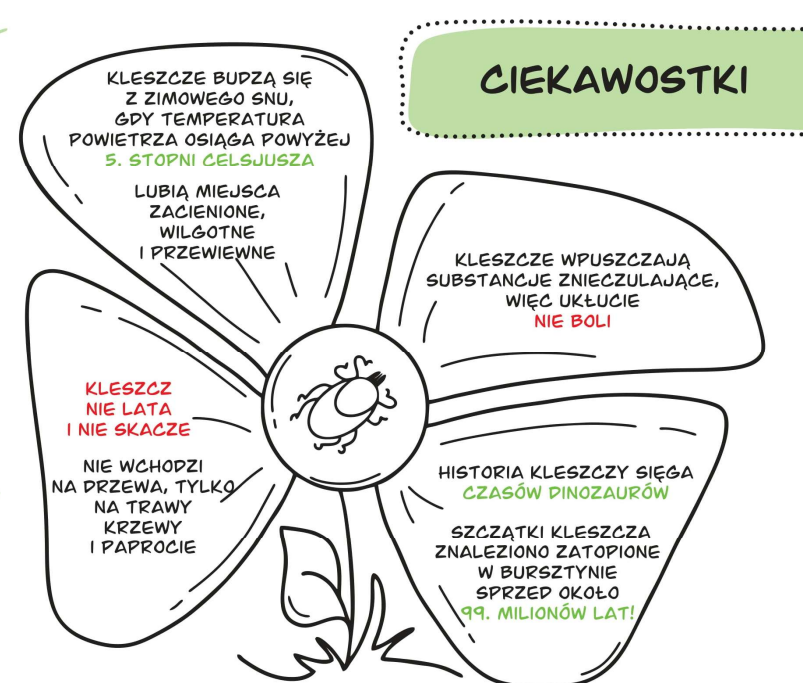 CIEKAWOSTKI
KLESZCZE BUDZĄ SIĘ
Z ZIMOWEGO SNU,
GDY TEMPERATURA
POWIETRZA OSIĄGA POWYŻEJ
5. STOPNI CELSJUSZA
LUBIĄ MIEJSCA
ZACIENIONE,
WILGOTNE
I PRZEWIEWNE
KLESZCZE WPUSZCZAJĄ
SUBSTANCJE ZNIECZULAJĄCE,
WIĘC UKŁUCIE
NIE BOLI
KLESZCZ
NIE LATA
I NIE SKACZE
NIE WCHODZI
NA DRZEWA, TYLKO
NA TRAWY
KRZEWY
I PAPROCIE
HISTORIA KLESZCZY SIĘGA
CZASÓW DINOZAURÓW
SZCZĄTKI KLESZCZA
ZNALEZIONO ZATOPIONE
W BURSZTYNIE
SPRZED OKOŁO
99. MILIONÓW LAT!